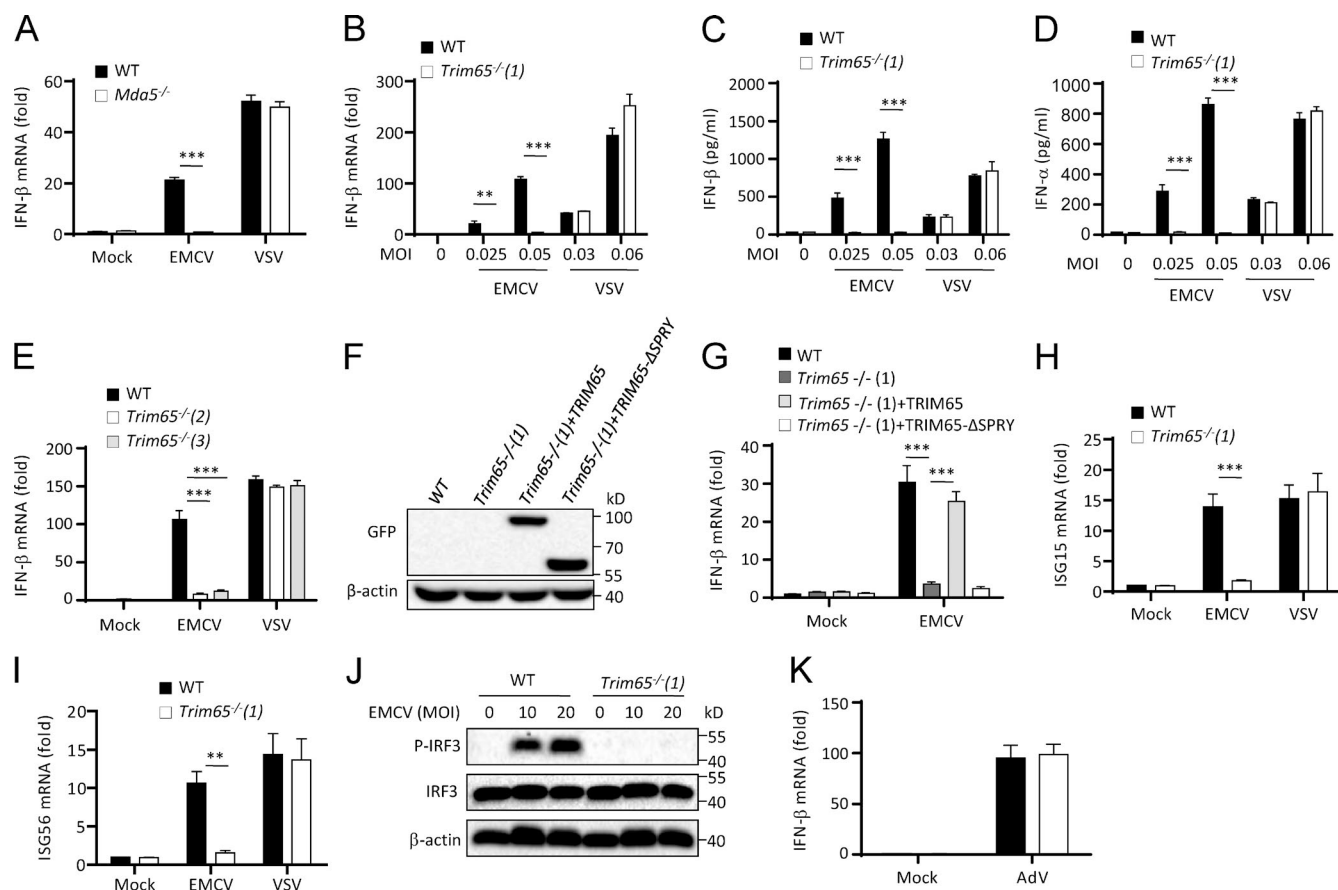 A
WT
Mda5-/-
IFN-β mRNA (fold)
60
40
20
0
Mock EMCV VSV
***
B
WT
Trim65-/-(1)
IFN-β mRNA (fold)
300
200
100
0
** ***
MOI 0 0.025 0.05 0.03 0.06
EMCV VSV
C
WT
Trim65-/-(1)
IFN-β (pg/ml)
2000
1500
1000
500
0
*** ***
MOI 0 0.025 0.05 0.03 0.06
EMCV VSV
D
WT
Trim65-/-(1)
IFN-α (pg/ml)
1000
800
600
400
200
0
*** ***
MOI 0 0.025 0.05 0.03 0.06
EMCV VSV
E
WT
Trim65-/-(2)
Trim65-/-(3)
IFN-β mRNA (fold)
200
150
100
50
0
***
***
Mock EMCV VSV
F
WT
Trim65-/-(1)
Trim65-/-(1)+TRIM65
Trim65-/-(1)+TRIM65-ΔSPRY
kD
GFP
100
70
55
β-actin
40
G
WT
Trim65 -/- (1)
Trim65 -/- (1)+TRIM65
Trim65 -/- (1)+TRIM65-ΔSPRY
IFN-β mRNA (fold)
40
30
20
10
0
*** ***
Mock EMCV
H
WT
Trim65-/-(1)
ISG15 mRNA (fold)
25
20
15
10
5
0
***
Mock EMCV VSV
I
WT
Trim65-/-(1)
ISG56 mRNA (fold)
20
15
10
5
0
**
Mock EMCV VSV
J
WT Trim65-/-(1)
EMCV (MOI) 0 10 20 0 10 20 kD
P-IRF3
55
40
IRF3
55
40
β-actin
40
K
IFN-β mRNA (fold)
150
100
50
0
Mock AdV